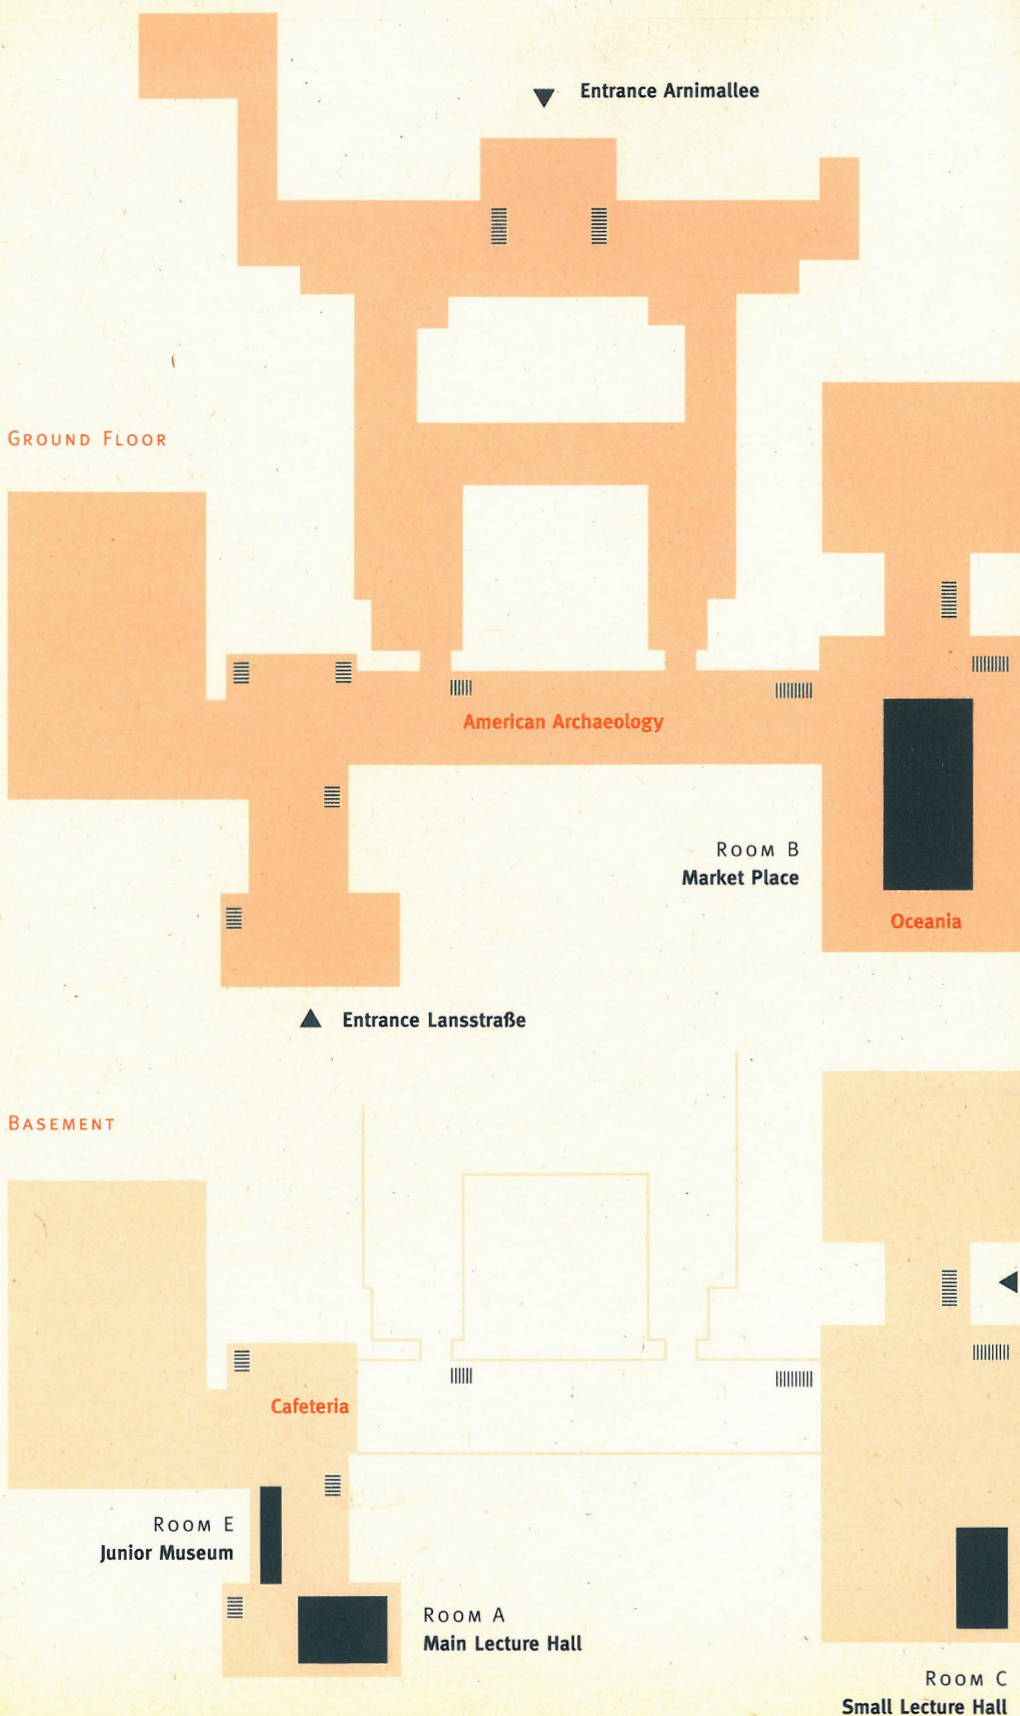 Entrance Arnimallee
GROUND FLOOR
American Archaeology
ROOM B
Market Place
Oceania
Entrance Lansstraße
BASEMENT
Cafeteria
ROOM E
Junior Museum
ROOM A
Main Lecture Hall
ROOM C
Small Lecture Hall